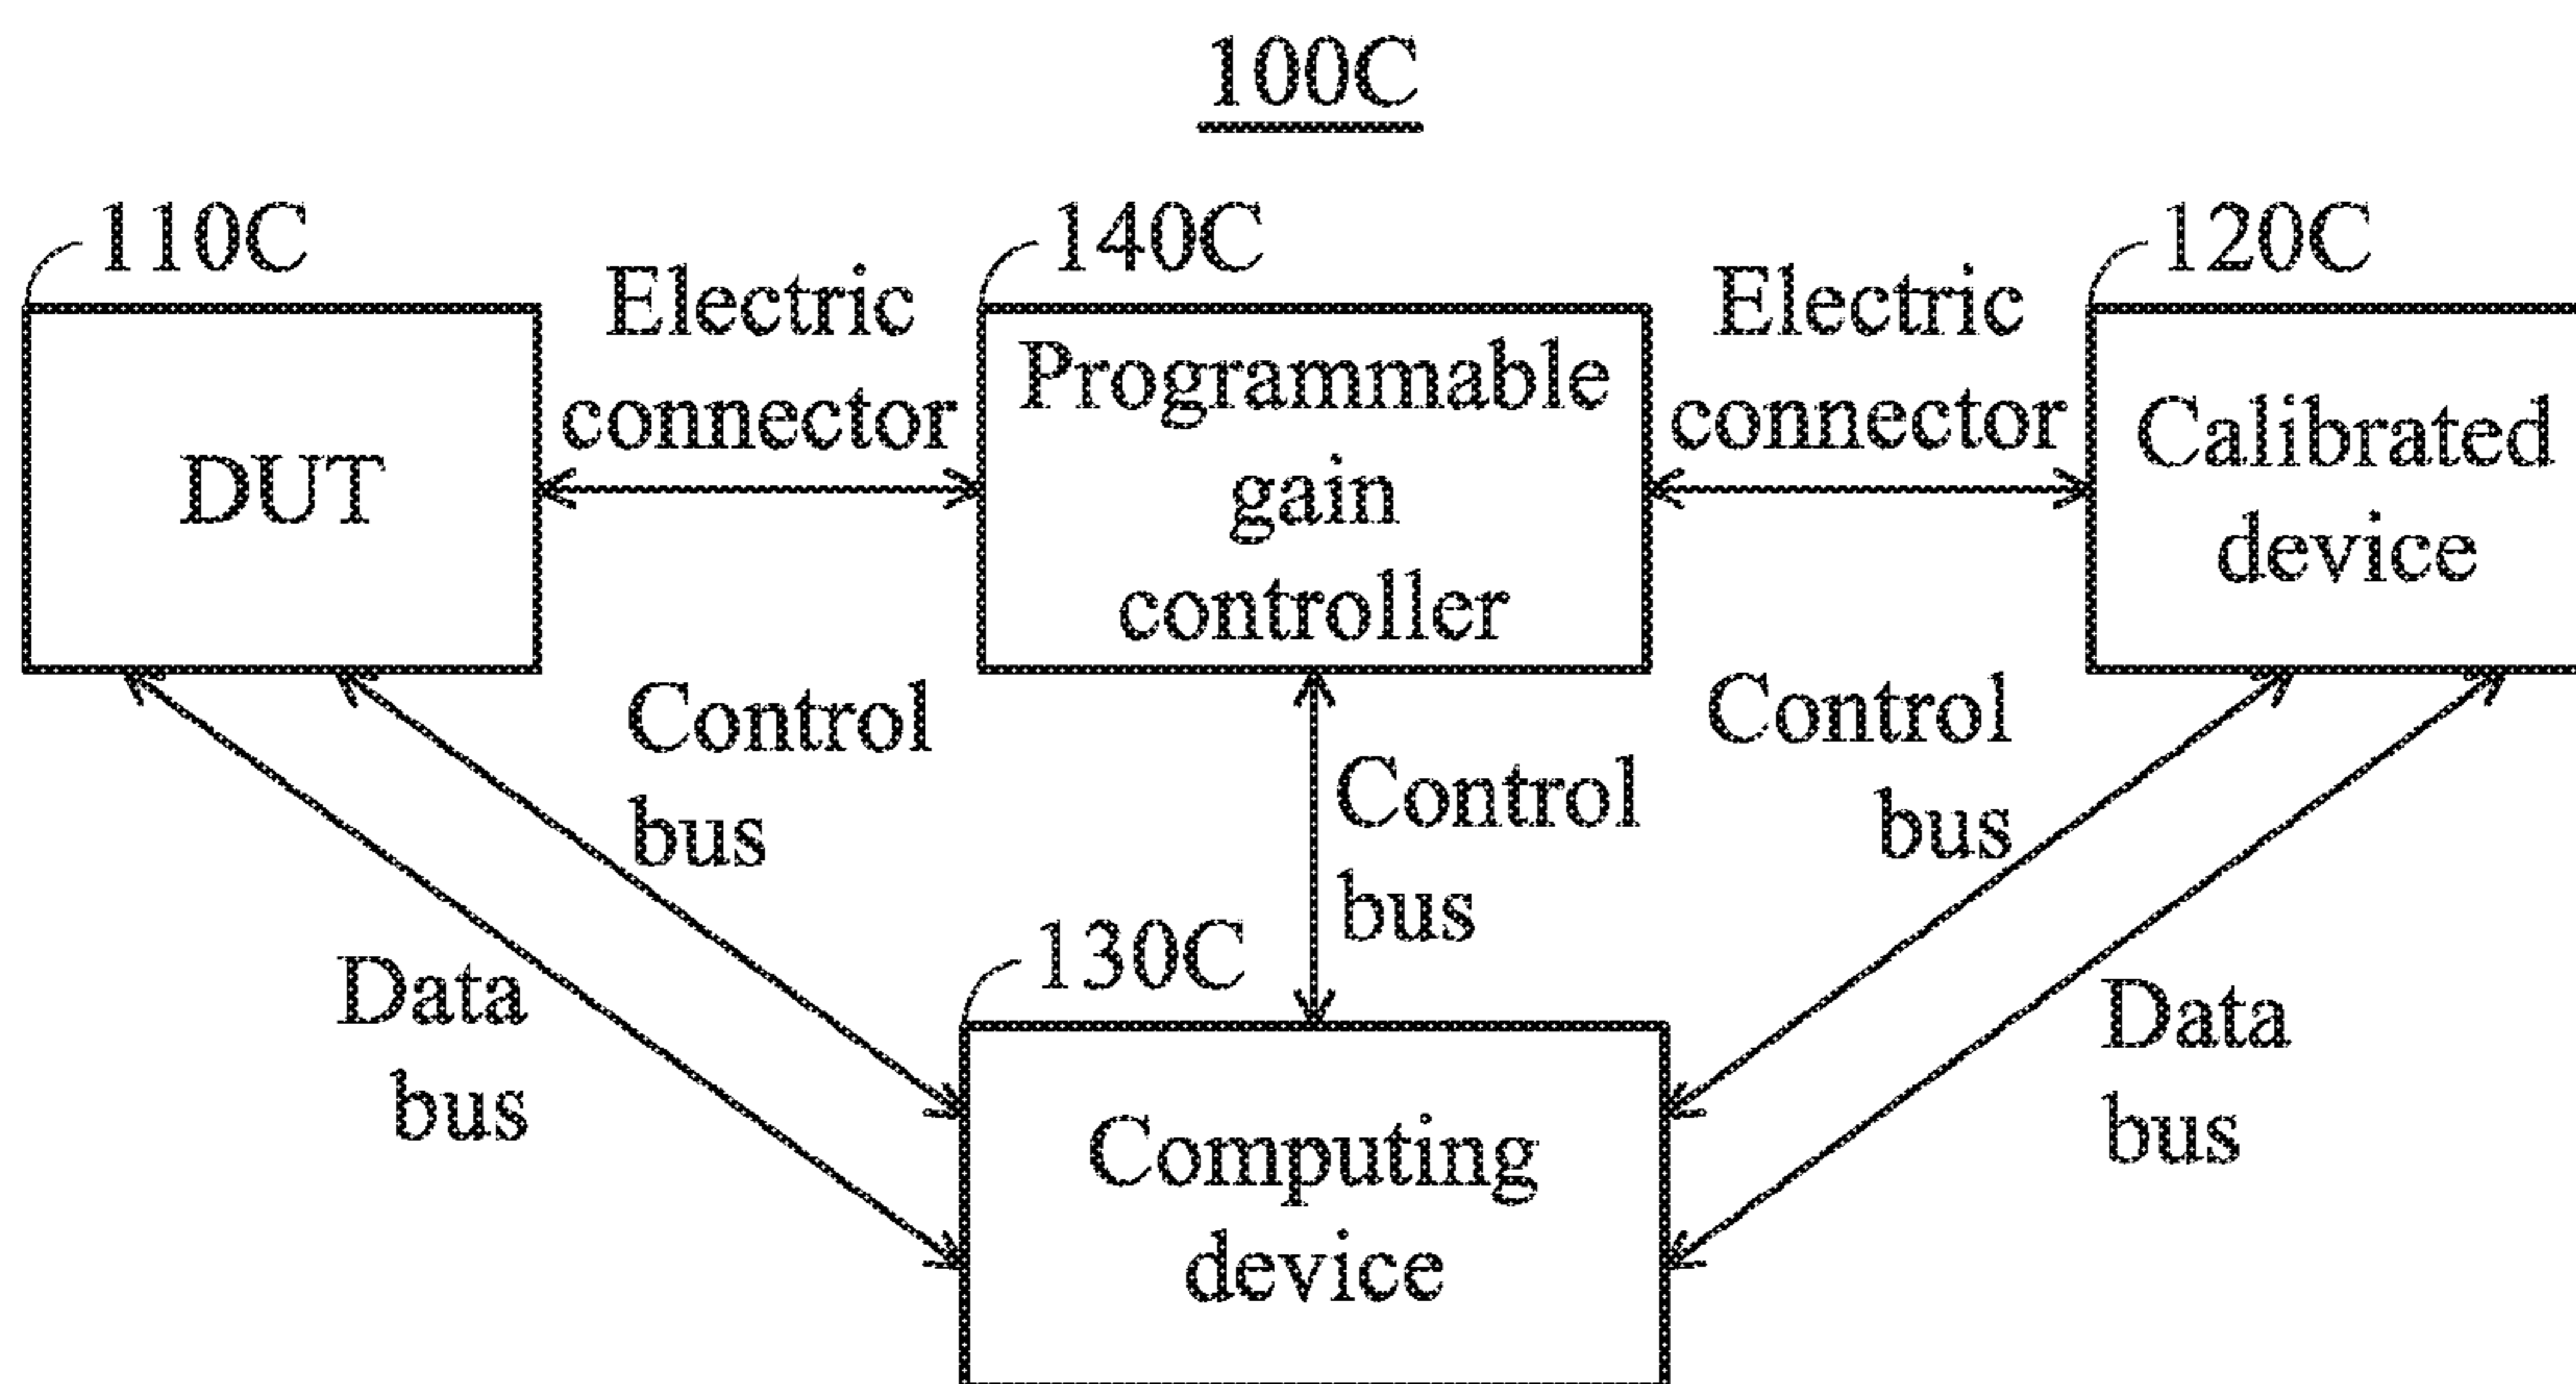 100C
110C
140C
120C
Electric
connector
Electric
connector
DUT
Programmable
gain
controller
Calibrated
device
Control
bus
Control
bus
Control
bus
Data
bus
130C
Data
bus
Computing
device